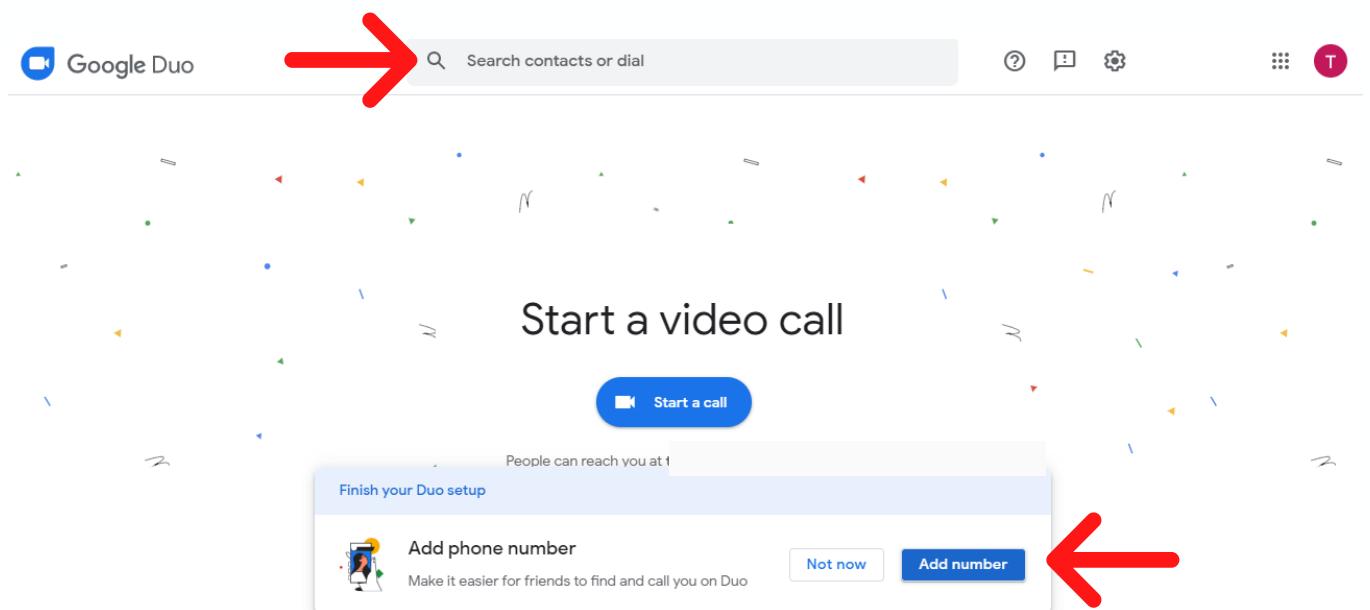 Google Duo
Search contacts or dial
T
Start a video call
Start a call
People can reach you at t
Finish your Duo setup
Add phone number
Make it easier for friends to find and call you on Duo
Not now
Add number